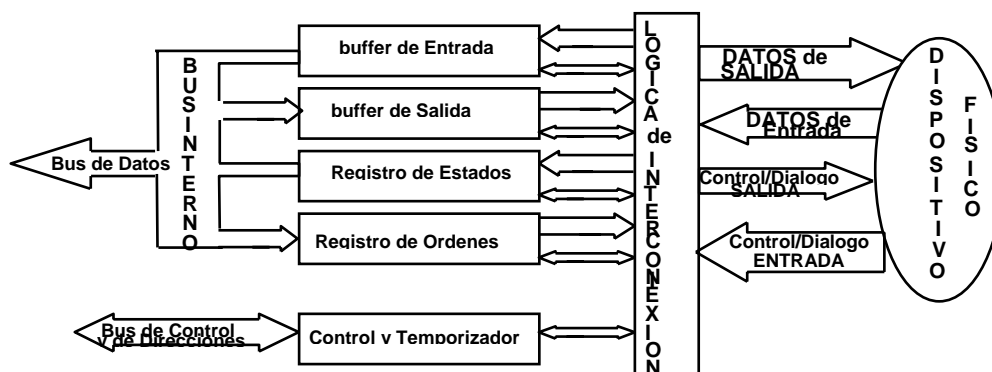 buffer de Entrada
buffer de Salida
Registro de Estados
Registro de Ordenes
Control y Temporizador
BUS INTERNO
Bus de Datos
Bus de Control
y de Direcciones
LOGICA de INTERCONEXION
DATOS de
SALIDA
DATOS de
Entrada
Control/Dialogo
SALIDA
Control/Dialogo
ENTRADA
DISPOSITIVO
FISICO